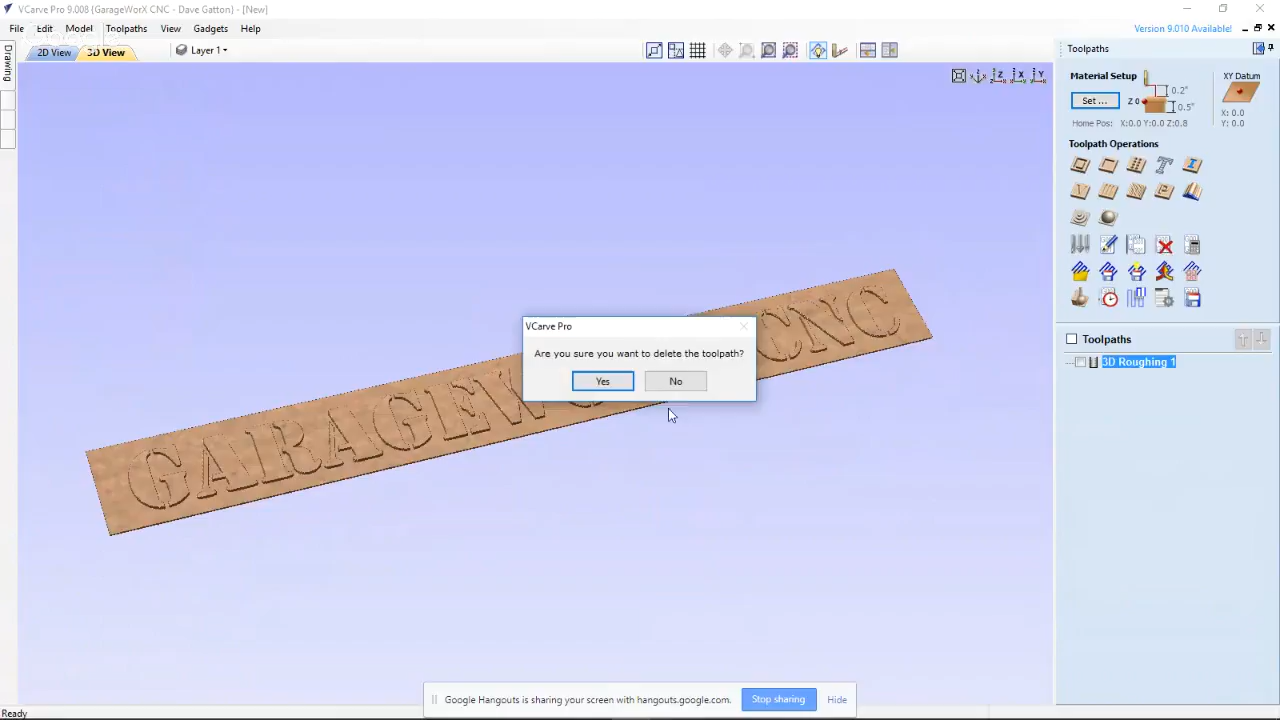 VCarve Pro 9.008 {GarageWorX CNC - Dave Gatton} - [New]
File Edit Model Toolpaths View Gadgets Help
Version 9.010 Available!
2D View 3D View Layer 1
Drawing
Toolpaths
Material Setup
XY Datum
0.2"
Set ... Z 0 0.5"
X: 0.0
Y: 0.0
Home Pos: X:0.0 Y:0.0 Z:0.8
Toolpath Operations
Toolpaths
3D Roughing 1
VCarve Pro
Are you sure you want to delete the toolpath?
Yes No
Google Hangouts is sharing your screen with hangouts.google.com. Stop sharing Hide
Ready